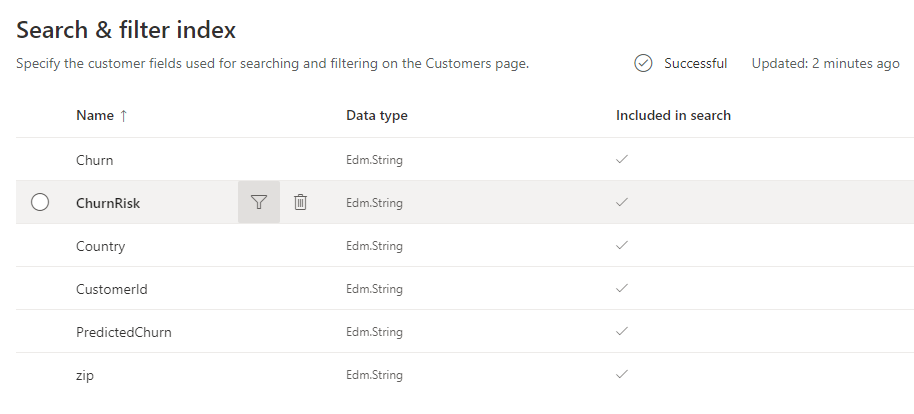 Search & filter index
Specify the customer fields used for searching and filtering on the Customers page. Successful Updated: 2 minutes ago
Name ↑ Data type Included in search
Churn Edm.String
ChurnRisk Edm.String
Country Edm.String
CustomerId Edm.String
PredictedChurn Edm.String
zip Edm.String